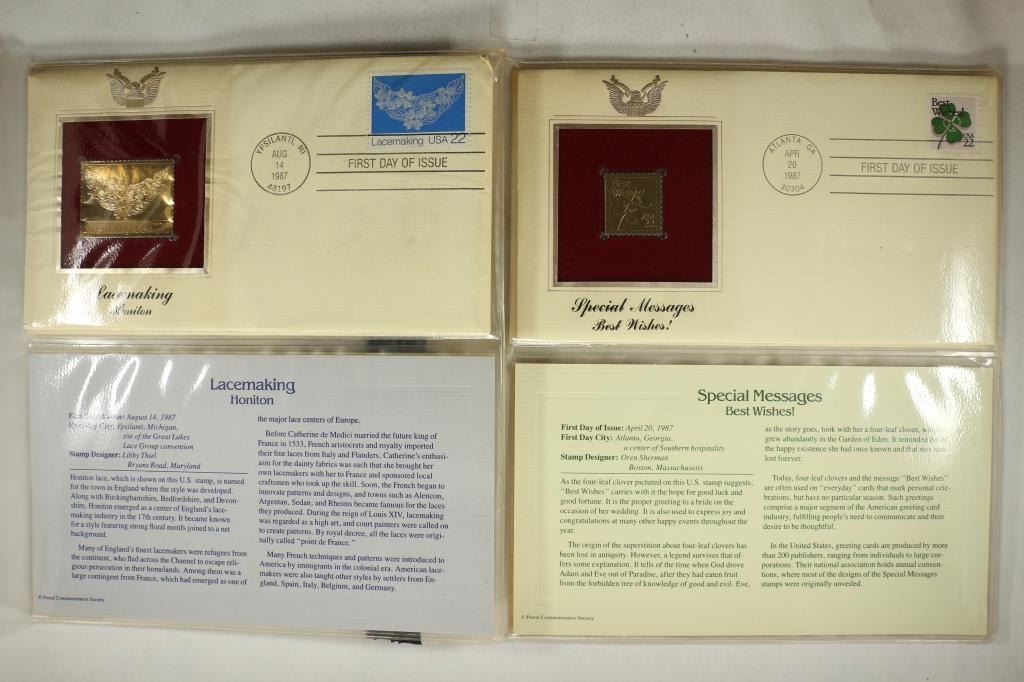 Lacemaking USA 22
YPSILANTI, MI
AUG
14
1987
48197
FIRST DAY OF ISSUE
Lacemaking
Honiton
Best
Wishes!
USA
22
ATLANTA GA
APR
20
1987
30304
FIRST DAY OF ISSUE
Best
Wishes!
USA
22
Special Messages
Best Wishes!
Lacemaking
Honiton
Issue: August 14, 1987
City: Ypsilanti, Michigan,
site of the Great Lakes
Lace Group convention
Stamp Designer: Libby Thiel
Bryans Road, Maryland
Honiton lace, which is shown on this U.S. stamp, is named
for the town in England where the style was developed.
Along with Buckinghamshire, Bedfordshire, and Devon-
shire, Honiton emerged as a center of England's lace-
making industry in the 17th century. It became known
for a style featuring strong floral motifs joined to a net
background.
Many of England's finest lacemakers were refugees from
the continent, who fled across the Channel to escape reli-
gious persecution in their homelands. Among them was a
large contingent from France, which had emerged as one of
the major lace centers of Europe.
Before Catherine de Medici married the future king of
France in 1533, French aristocrats and royalty imported
their fine laces from Italy and Flanders. Catherine's enthusi-
asm for the dainty fabrics was such that she brought her
own lacemakers with her to France and sponsored local
craftsmen who took up the skill. Soon, the French began to
innovate patterns and designs, and towns such as Alencon,
Argentan, Sedan, and Rheims became famous for the laces
they produced. During the reign of Louis XIV, lacemaking
was regarded as a high art, and court painters were called on
to create patterns. By royal decree, all the laces were origi-
nally called "point de France."
Many French techniques and patterns were introduced to
America by immigrants in the colonial era. American lace-
makers were also taught other styles by settlers from En-
gland, Spain, Italy, Belgium, and Germany.
© Postal Commemorative Society
Special Messages
Best Wishes!
First Day of Issue: April 20, 1987
First Day City: Atlanta, Georgia,
a center of Southern hospitality
Stamp Designer: Oren Sherman
Boston, Massachusetts
As the four-leaf clover pictured on this U.S. stamp suggests,
"Best Wishes" carries with it the hope for good luck and
good fortune. It is the proper greeting to a bride on the
occasion of her wedding. It is also used to express joy and
congratulations at many other happy events throughout the
year.
The origin of the superstition about four-leaf clovers has
been lost in antiquity. However, a legend survives that of-
fers some explanation. It tells of the time when God drove
Adam and Eve out of Paradise, after they had eaten fruit
from the forbidden tree of knowledge of good and evil. Eve,
as the story goes, took with her a four-leaf clover,
grew abundantly in the Garden of Eden. It reminded
the happy existence she had once known and that was now
lost forever.
Today, four-leaf clovers and the message "Best Wishes"
are often used on "everyday" cards that mark personal cele-
brations, but have no particular season. Such greetings
comprise a major segment of the American greeting card
industry, fulfilling people's need to communicate and their
desire to be thoughtful.
In the United States, greeting cards are produced by more
than 200 publishers, ranging from individuals to large cor-
porations. Their national association holds annual conven-
tions, where most of the designs of the Special Messages
stamps were originally unveiled.
© Postal Commemorative Society